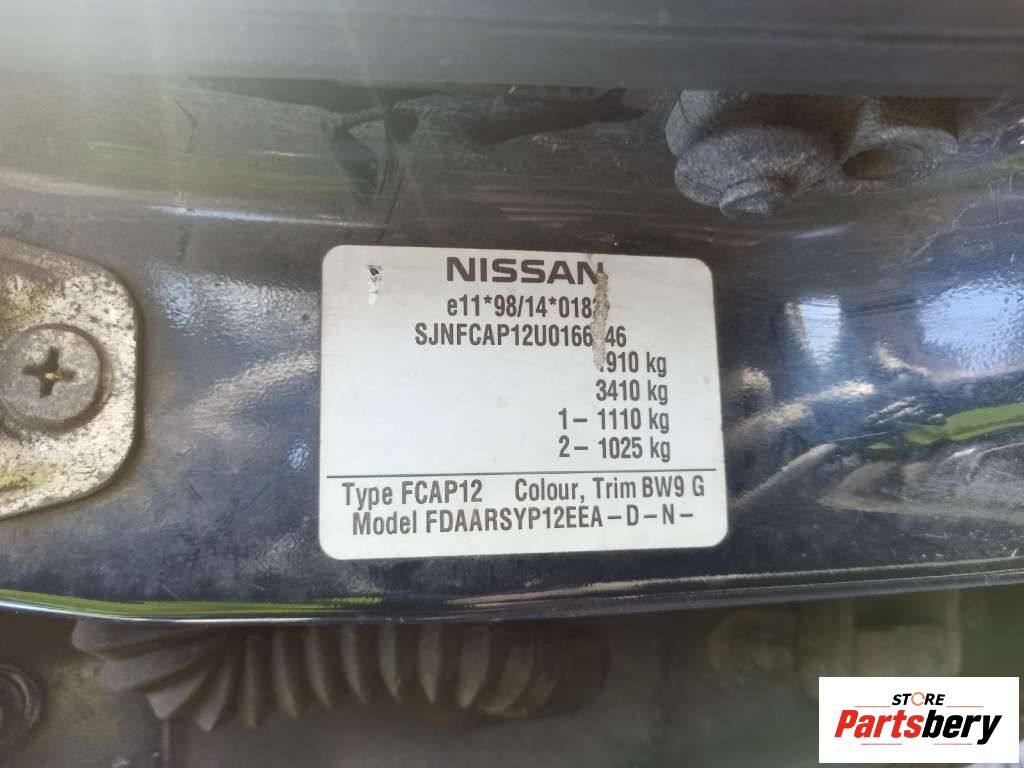 NISSAN
e11*98/14*018
SJNFCAP12U0166 46
910 kg
3410 kg
1 – 1110 kg
2 – 1025 kg
Type FCAP12 Colour, Trim BW9 G
Model FDAARSYP12EEA – D – N –
STORE
Partsbery